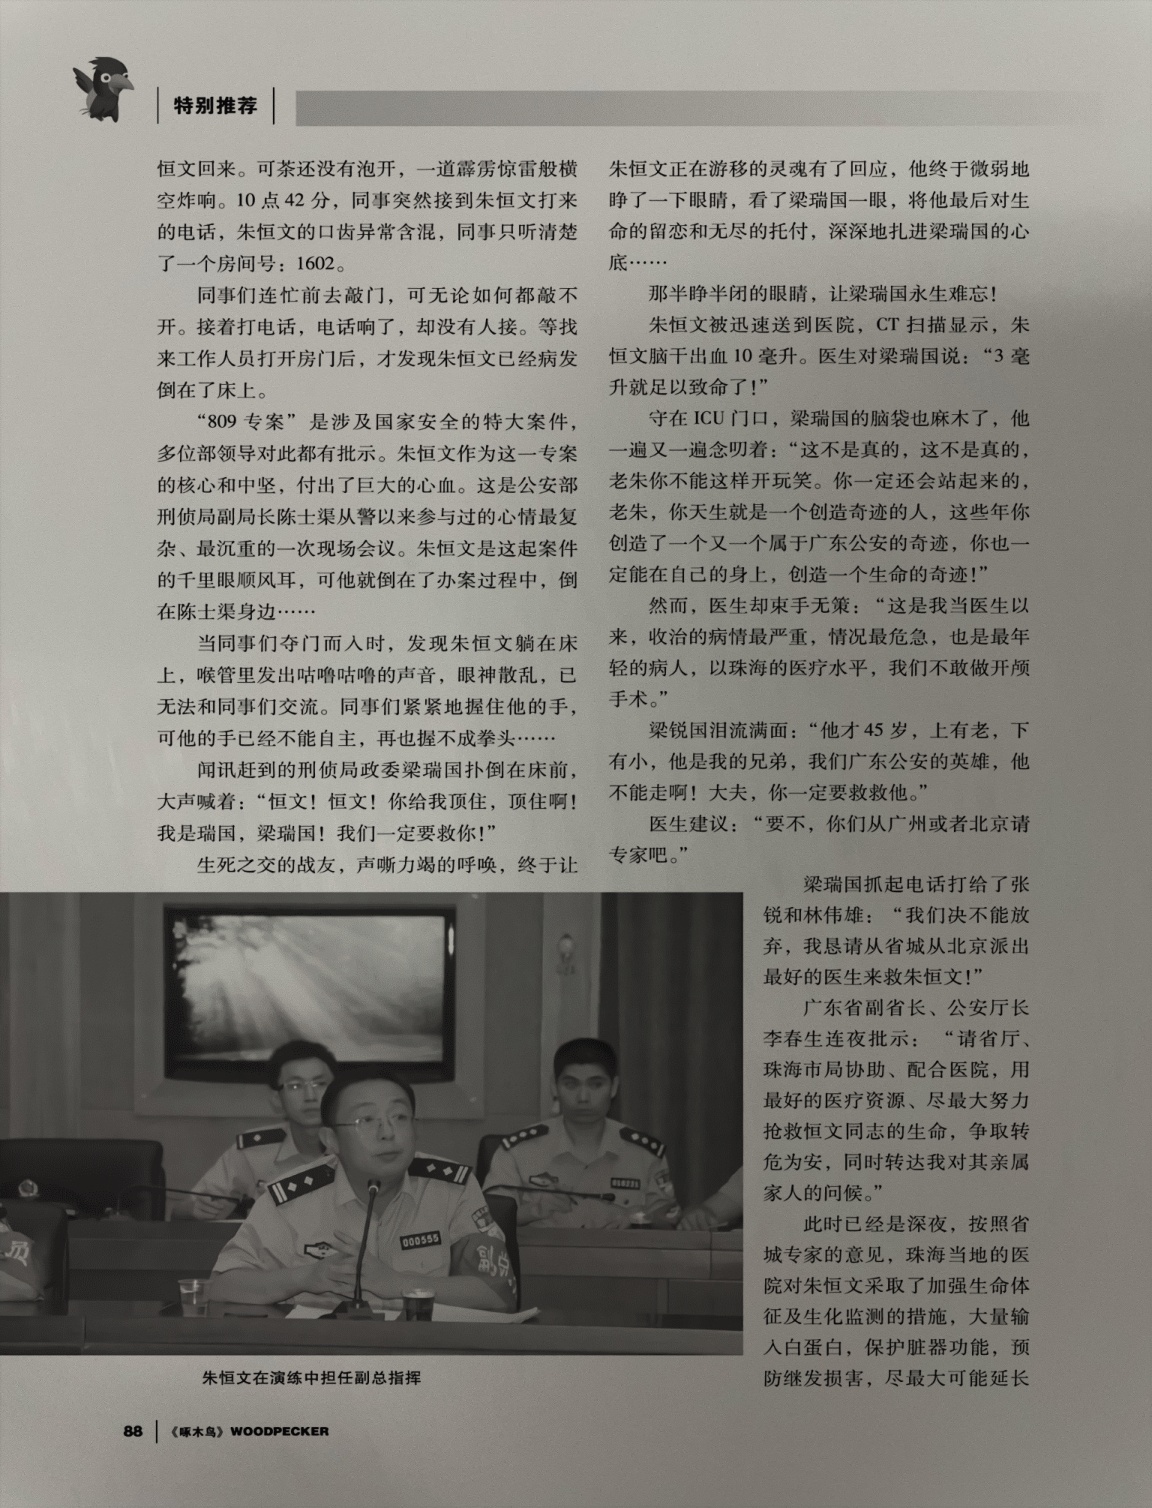 特别推荐
恒文回来。可茶还没有泡开，一道霹雳惊雷般横
空炸响。10 点 42 分，同事突然接到朱恒文打来
的电话，朱恒文的口齿异常含混，同事只听清楚
了一个房间号：1602。
同事们连忙前去敲门，可无论如何都敲不
开。接着打电话，电话响了，却没有人接。等找
来工作人员打开房门后，才发现朱恒文已经病发
倒在了床上。
“809 专案”是涉及国家安全的特大案件，
多位部领导对此都有批示。朱恒文作为这一专案
的核心和中坚，付出了巨大的心血。这是公安部
刑侦局副局长陈士渠从警以来参与过的心情最复
杂、最沉重的一次现场会议。朱恒文是这起案件
的千里眼顺风耳，可他就倒在了办案过程中，倒
在陈士渠身边……
当同事们夺门而入时，发现朱恒文躺在床
上，喉管里发出咕噜咕噜的声音，眼神散乱，已
无法和同事们交流。同事们紧紧地握住他的手，
可他的手已经不能自主，再也握不成拳头……
闻讯赶到的刑侦局政委梁瑞国扑倒在床前，
大声喊着：“恒文！恒文！你给我顶住，顶住啊！
我是瑞国，梁瑞国！我们一定要救你！”
生死之交的战友，声嘶力竭的呼唤，终于让
朱恒文正在游移的灵魂有了回应，他终于微弱地
睁了一下眼睛，看了梁瑞国一眼，将他最后对生
命的留恋和无尽的托付，深深地扎进梁瑞国的心
底……
那半睁半闭的眼睛，让梁瑞国永生难忘！
朱恒文被迅速送到医院，CT 扫描显示，朱
恒文脑干出血 10 毫升。医生对梁瑞国说：“3 毫
升就足以致命了！”
守在 ICU 门口，梁瑞国的脑袋也麻木了，他
一遍又一遍念叨着：“这不是真的，这不是真的，
老朱你不能这样开玩笑。你一定还会站起来的，
老朱，你天生就是一个创造奇迹的人，这些年你
创造了一个又一个属于广东公安的奇迹，你也一
定能在自己的身上，创造一个生命的奇迹！”
然而，医生却束手无策：“这是我当医生以
来，收治的病情最严重，情况最危急，也是最年
轻的病人，以珠海的医疗水平，我们不敢做开颅
手术。”
梁锐国泪流满面：“他才 45 岁，上有老，下
有小，他是我的兄弟，我们广东公安的英雄，他
不能走啊！大夫，你一定要救救他。”
医生建议：“要不，你们从广州或者北京请
专家吧。”
梁瑞国抓起电话打给了张
锐和林伟雄：“我们决不能放
弃，我恳请从省城从北京派出
最好的医生来救朱恒文！”
广东省副省长、公安厅长
李春生连夜批示：“请省厅、
珠海市局协助、配合医院，用
最好的医疗资源、尽最大努力
抢救恒文同志的生命，争取转
危为安，同时转达我对其亲属
家人的问候。”
此时已经是深夜，按照省
城专家的意见，珠海当地的医
院对朱恒文采取了加强生命体
征及生化监测的措施，大量输
入白蛋白，保护脏器功能，预
防继发损害，尽最大可能延长
员
000555
副
朱恒文在演练中担任副总指挥
88 《啄木鸟》WOODPECKER